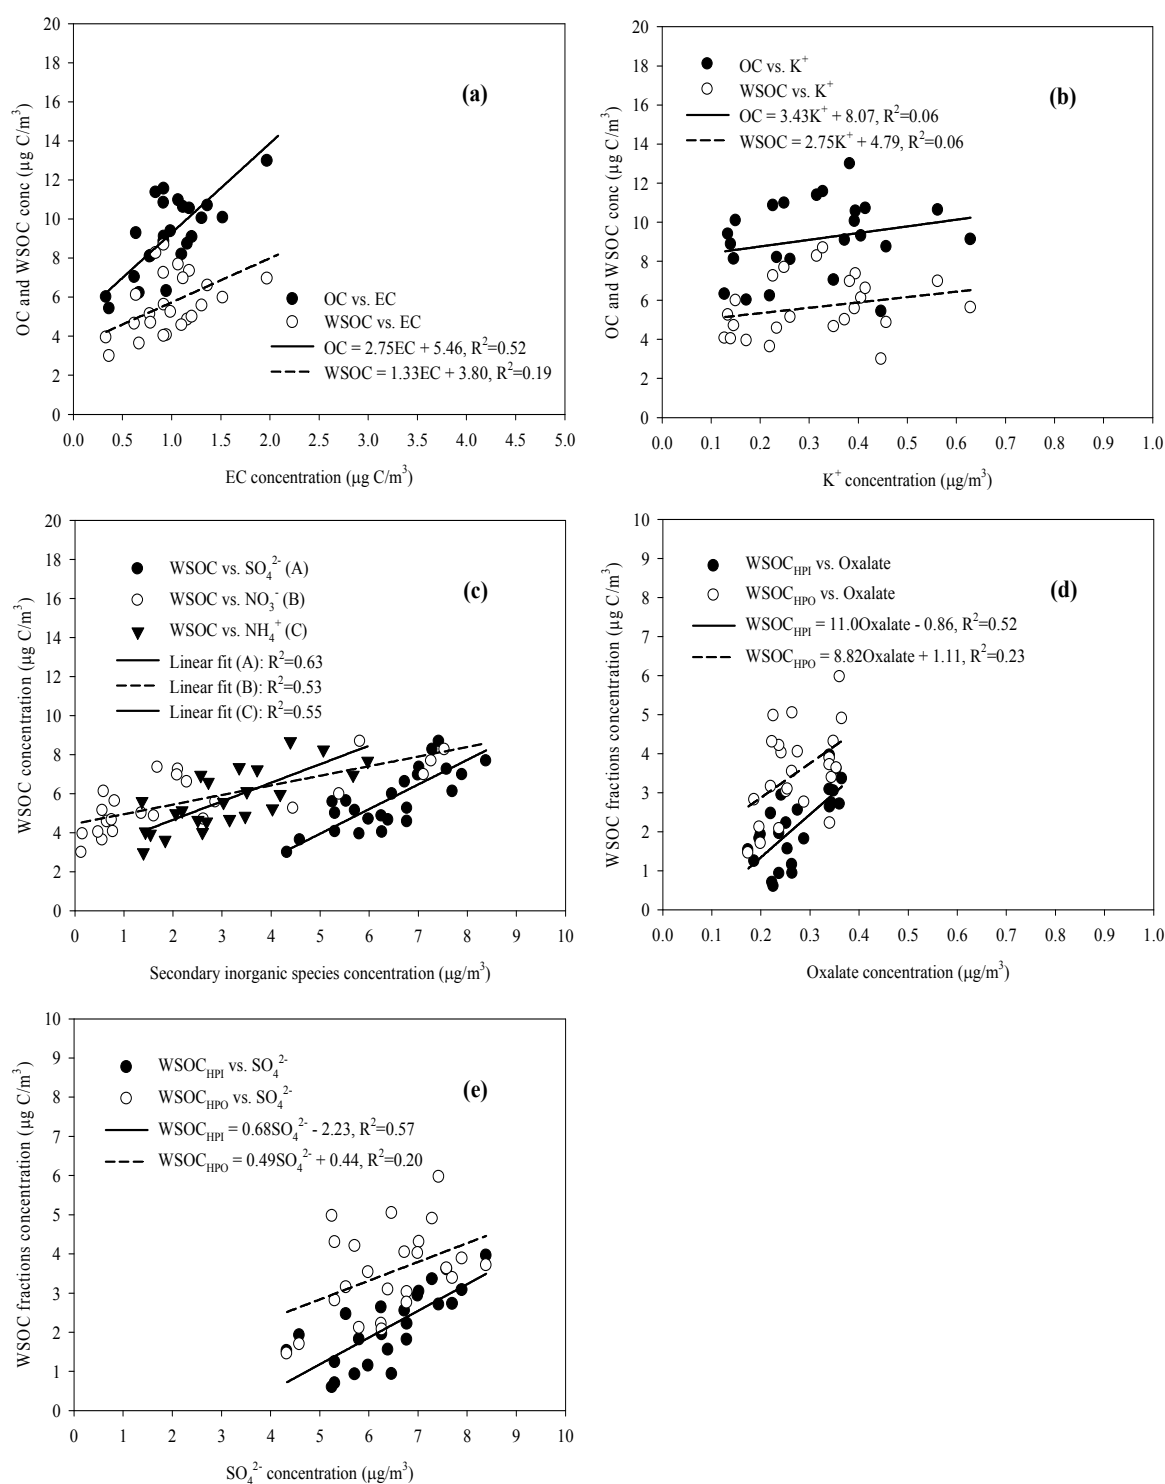 20
18
16
14
12
10
8
6
4
2
0
OC and WSOC conc (μg C/m³)
(a)
OC vs. EC
WSOC vs. EC
OC = 2.75EC + 5.46, R²=0.52
WSOC = 1.33EC + 3.80, R²=0.19
0.0 0.5 1.0 1.5 2.0 2.5 3.0 3.5 4.0 4.5 5.0
EC concentration (μg C/m³)
20
18
16
14
12
10
8
6
4
2
0
OC and WSOC conc (μg C/m³)
OC vs. K⁺
WSOC vs. K⁺
(b)
OC = 3.43K⁺ + 8.07, R²=0.06
WSOC = 2.75K⁺ + 4.79, R²=0.06
0.0 0.1 0.2 0.3 0.4 0.5 0.6 0.7 0.8 0.9 1.0
K⁺ concentration (μg/m³)
20
18
16
14
12
10
8
6
4
2
0
WSOC concentration (μg C/m³)
WSOC vs. SO₄²⁻ (A)
(c)
WSOC vs. NO₃⁻ (B)
WSOC vs. NH₄⁺ (C)
Linear fit (A): R²=0.63
Linear fit (B): R²=0.53
Linear fit (C): R²=0.55
0 1 2 3 4 5 6 7 8 9 10
Secondary inorganic species concentration (μg/m³)
10
9
8
7
6
5
4
3
2
1
0
WSOC fractions concentration (μg C/m³)
WSOC_HPI vs. Oxalate
WSOC_HPO vs. Oxalate
(d)
WSOC_HPI = 11.0Oxalate - 0.86, R²=0.52
WSOC_HPO = 8.82Oxalate + 1.11, R²=0.23
0.0 0.1 0.2 0.3 0.4 0.5 0.6 0.7 0.8 0.9 1.0
Oxalate concentration (μg/m³)
10
9
8
7
6
5
4
3
2
1
0
WSOC fractions concentration (μg C/m³)
WSOC_HPI vs. SO₄²⁻
(e)
WSOC_HPO vs. SO₄²⁻
WSOC_HPI = 0.68SO₄²⁻ - 2.23, R²=0.57
WSOC_HPO = 0.49SO₄²⁻ + 0.44, R²=0.20
0 1 2 3 4 5 6 7 8 9 10
SO₄²⁻ concentration (μg/m³)